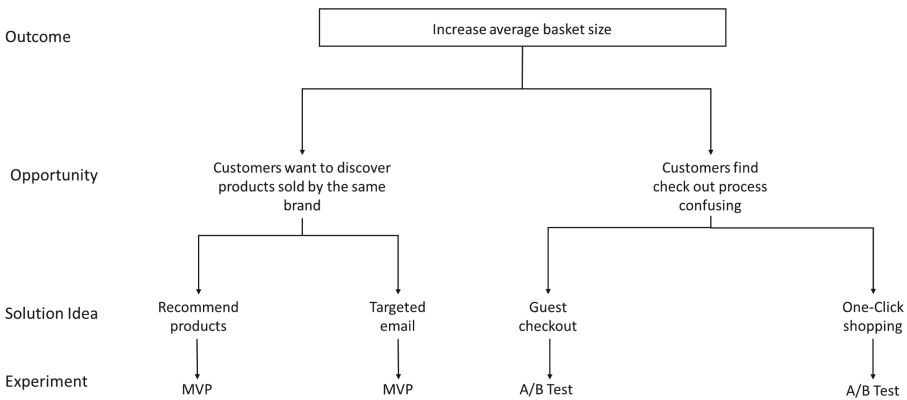 Outcome
Increase average basket size
Opportunity
Customers want to discover
products sold by the same
brand
Customers find
check out process
confusing
Solution Idea
Recommend
products
Targeted
email
Guest
checkout
One-Click
shopping
Experiment
MVP
MVP
A/B Test
A/B Test